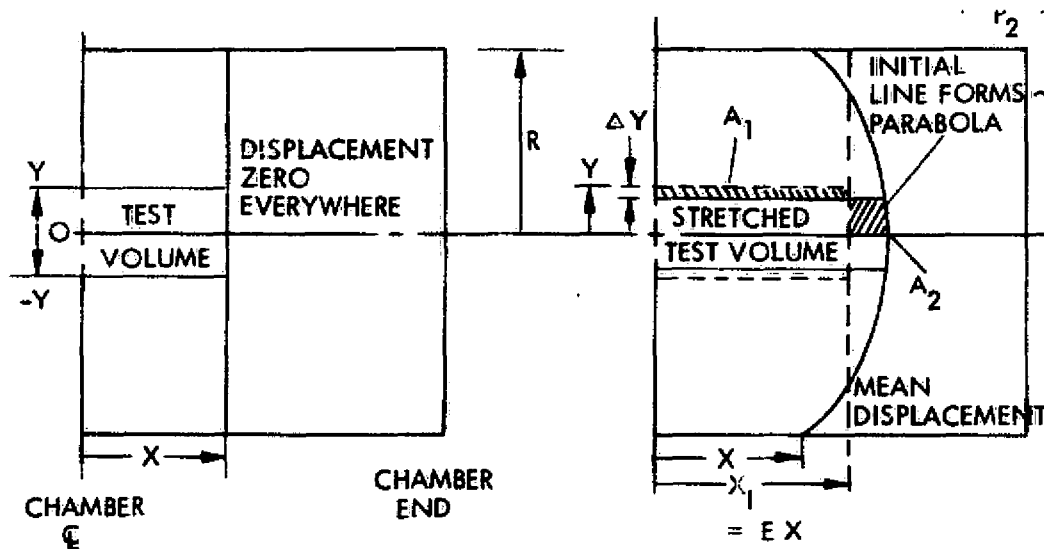 Y
O
-Y
TEST
VOLUME
DISPLACEMENT
ZERO
EVERYWHERE
X
CHAMBER
℄
CHAMBER
END
R
ΔY
Y
A₁
STRETCHED
TEST VOLUME
P₂
INITIAL
LINE FORMS ~
PARABOLA
A₂
MEAN
DISPLACEMENT
X
X₁
= E X